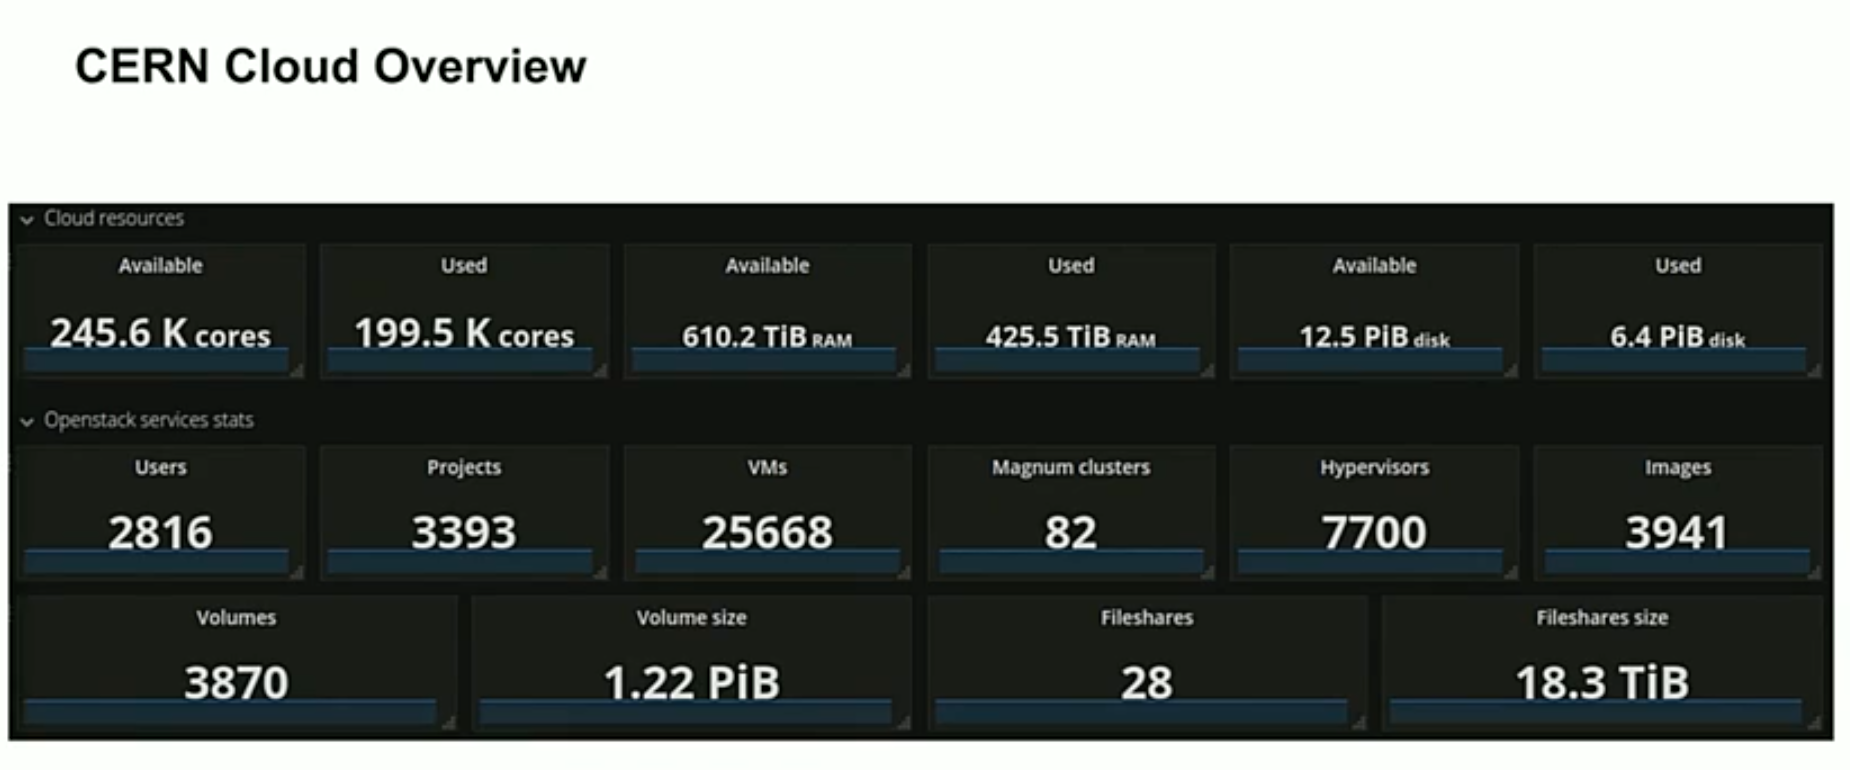 CERN Cloud Overview
Cloud resources
Available Used Available Used Available Used
245.6 K cores 199.5 K cores 610.2 TiB RAM 425.5 TiB RAM 12.5 PiB disk 6.4 PiB disk
Openstack services stats
Users Projects VMs Magnum clusters Hypervisors Images
2816 3393 25668 82 7700 3941
Volumes Volume size Fileshares Fileshares size
3870 1.22 PiB 28 18.3 TiB